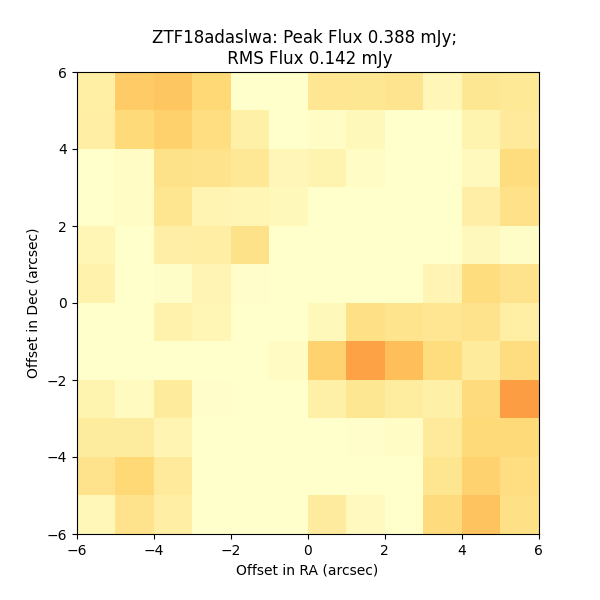 ZTF18adaslwa: Peak Flux 0.388 mJy;
RMS Flux 0.142 mJy
6
4
2
0
−2
−4
−6
Offset in Dec (arcsec)
−6 −4 −2 0 2 4 6
Offset in RA (arcsec)